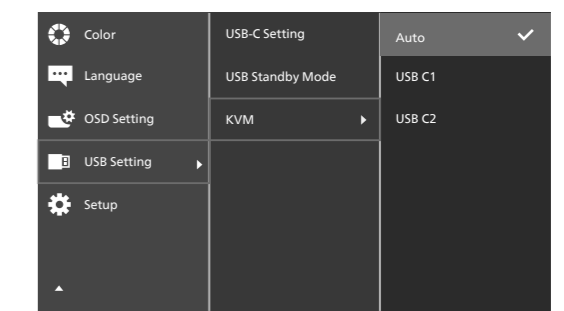 Color
Language
OSD Setting
USB Setting
Setup
USB-C Setting
USB Standby Mode
KVM
Auto
USB C1
USB C2